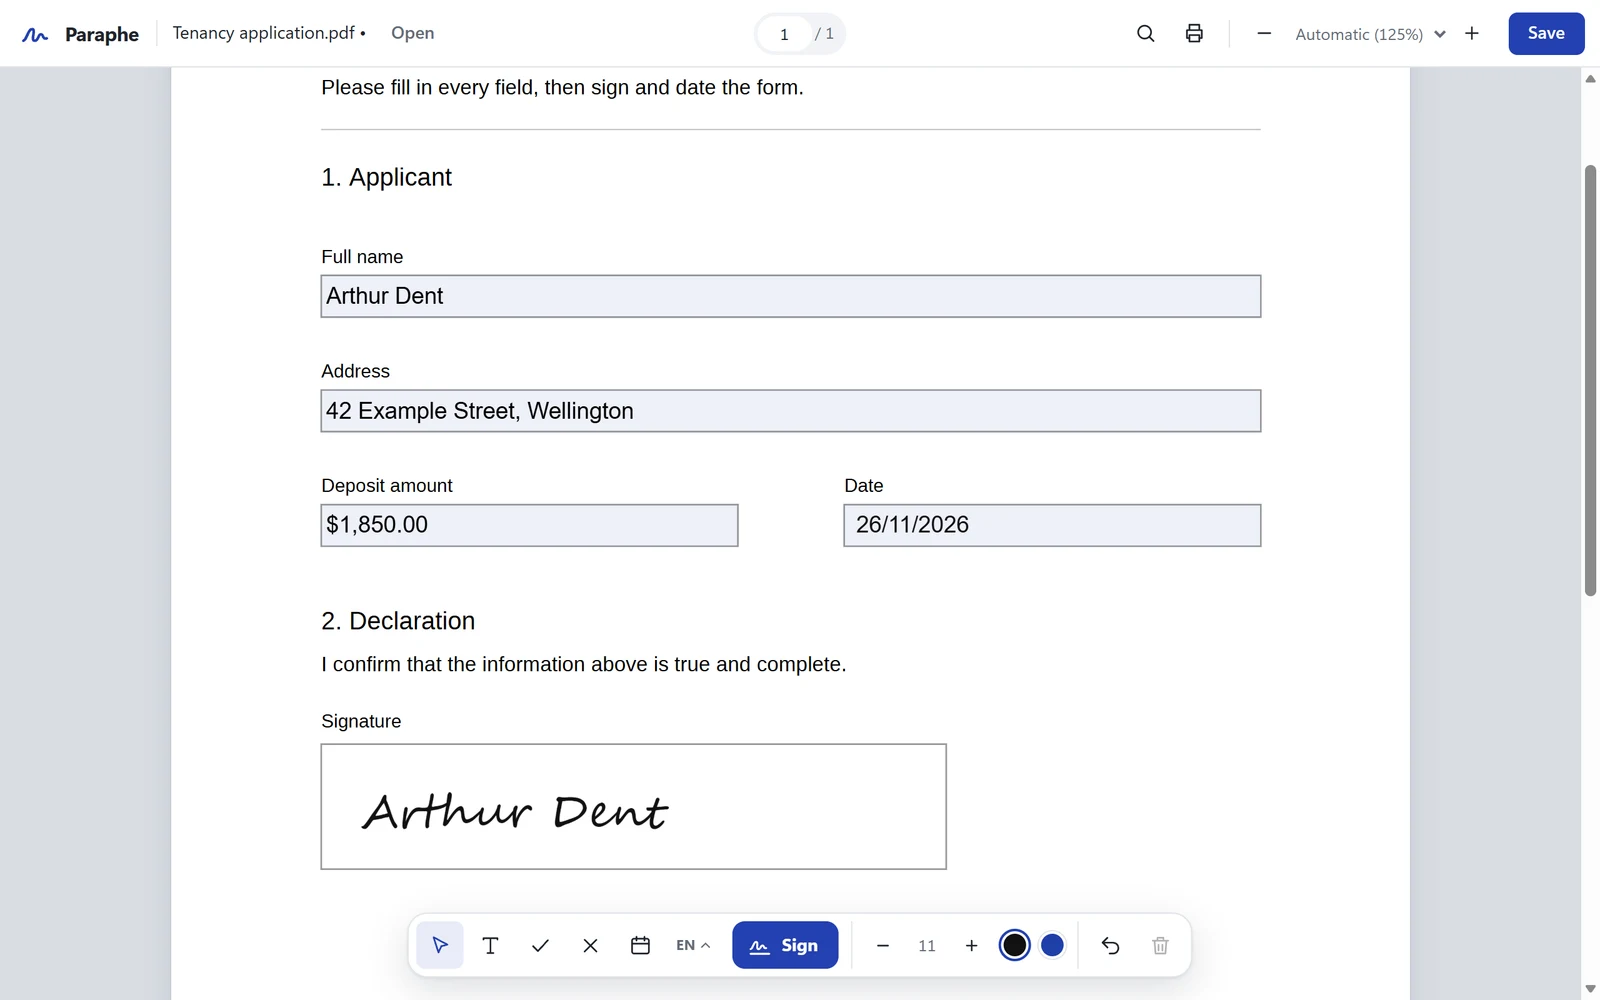 Paraphe Tenancy application.pdf • Open 1 / 1 Automatic (125%) Save
Please fill in every field, then sign and date the form.
1. Applicant
Full name
Arthur Dent
Address
42 Example Street, Wellington
Deposit amount Date
$1,850.00 26/11/2026
2. Declaration
I confirm that the information above is true and complete.
Signature
Arthur Dent
EN Sign 11